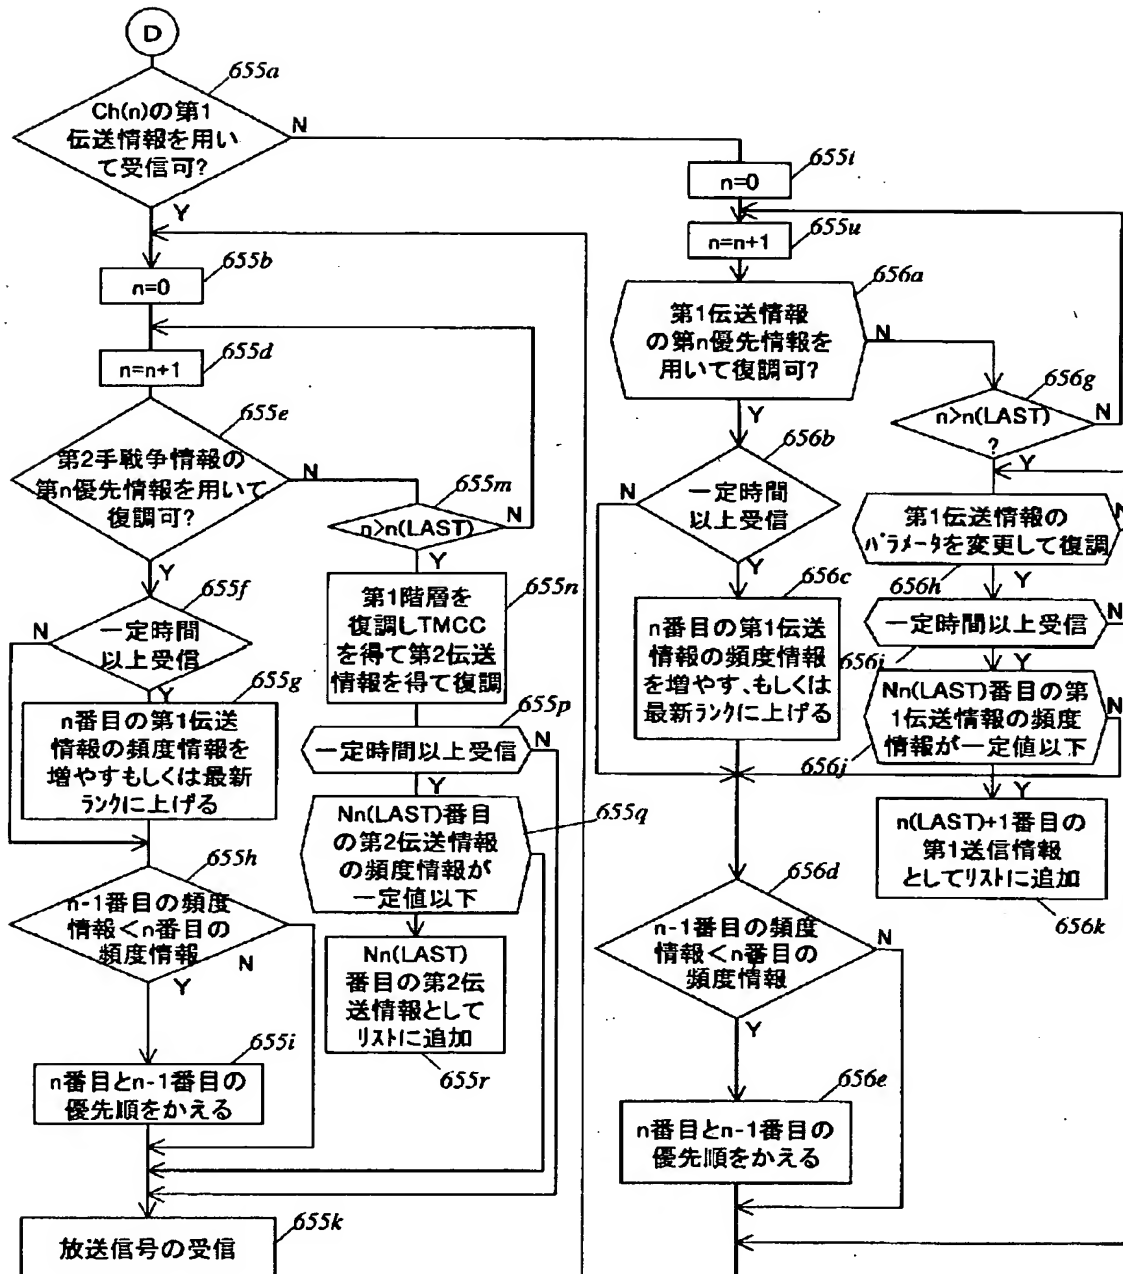 D
655a
Ch(n)の第1
伝送情報を用い
て受信可?
N
Y
655b
n=0
655d
n=n+1
655e
第2手戦争情報の
第n優先情報を用いて
復調可?
N
Y
655m
n>n(LAST)
N
Y
655f
一定時間
以上受信
N
Y
655g
n番目の第1伝送
情報の頻度情報を
増やすもしくは最新
ランクに上げる
655n
第1階層を
復調しTMCC
を得て第2伝送
情報を得て復調
655p
一定時間以上受信
N
Y
655q
Nn(LAST)番目
の第2伝送情報
の頻度情報が
一定値以下
655h
n-1番目の頻度
情報<n番目の
頻度情報
N
Y
Nn(LAST)
番目の第2伝
送情報として
リストに追加
655r
655i
n番目とn-1番目の
優先順をかえる
655k
放送信号の受信
655t
n=0
655u
n=n+1
656a
第1伝送情報
の第n優先情報を
用いて復調可?
N
Y
656g
n>n(LAST)
?
N
Y
656b
一定時間
以上受信
N
Y
第1伝送情報の
パラメータを変更して復調
N
656h
Y
656c
n番目の第1伝送
情報の頻度情報
を増やす、もしくは
最新ランクに上げる
一定時間以上受信
N
656i
Y
Nn(LAST)番目の第
1伝送情報の頻度
情報が一定値以下
N
656j
Y
n(LAST)+1番目の
第1送信情報
としてリストに追加
656k
656d
n-1番目の頻度
情報<n番目の
頻度情報
N
Y
656e
n番目とn-1番目の
優先順をかえる